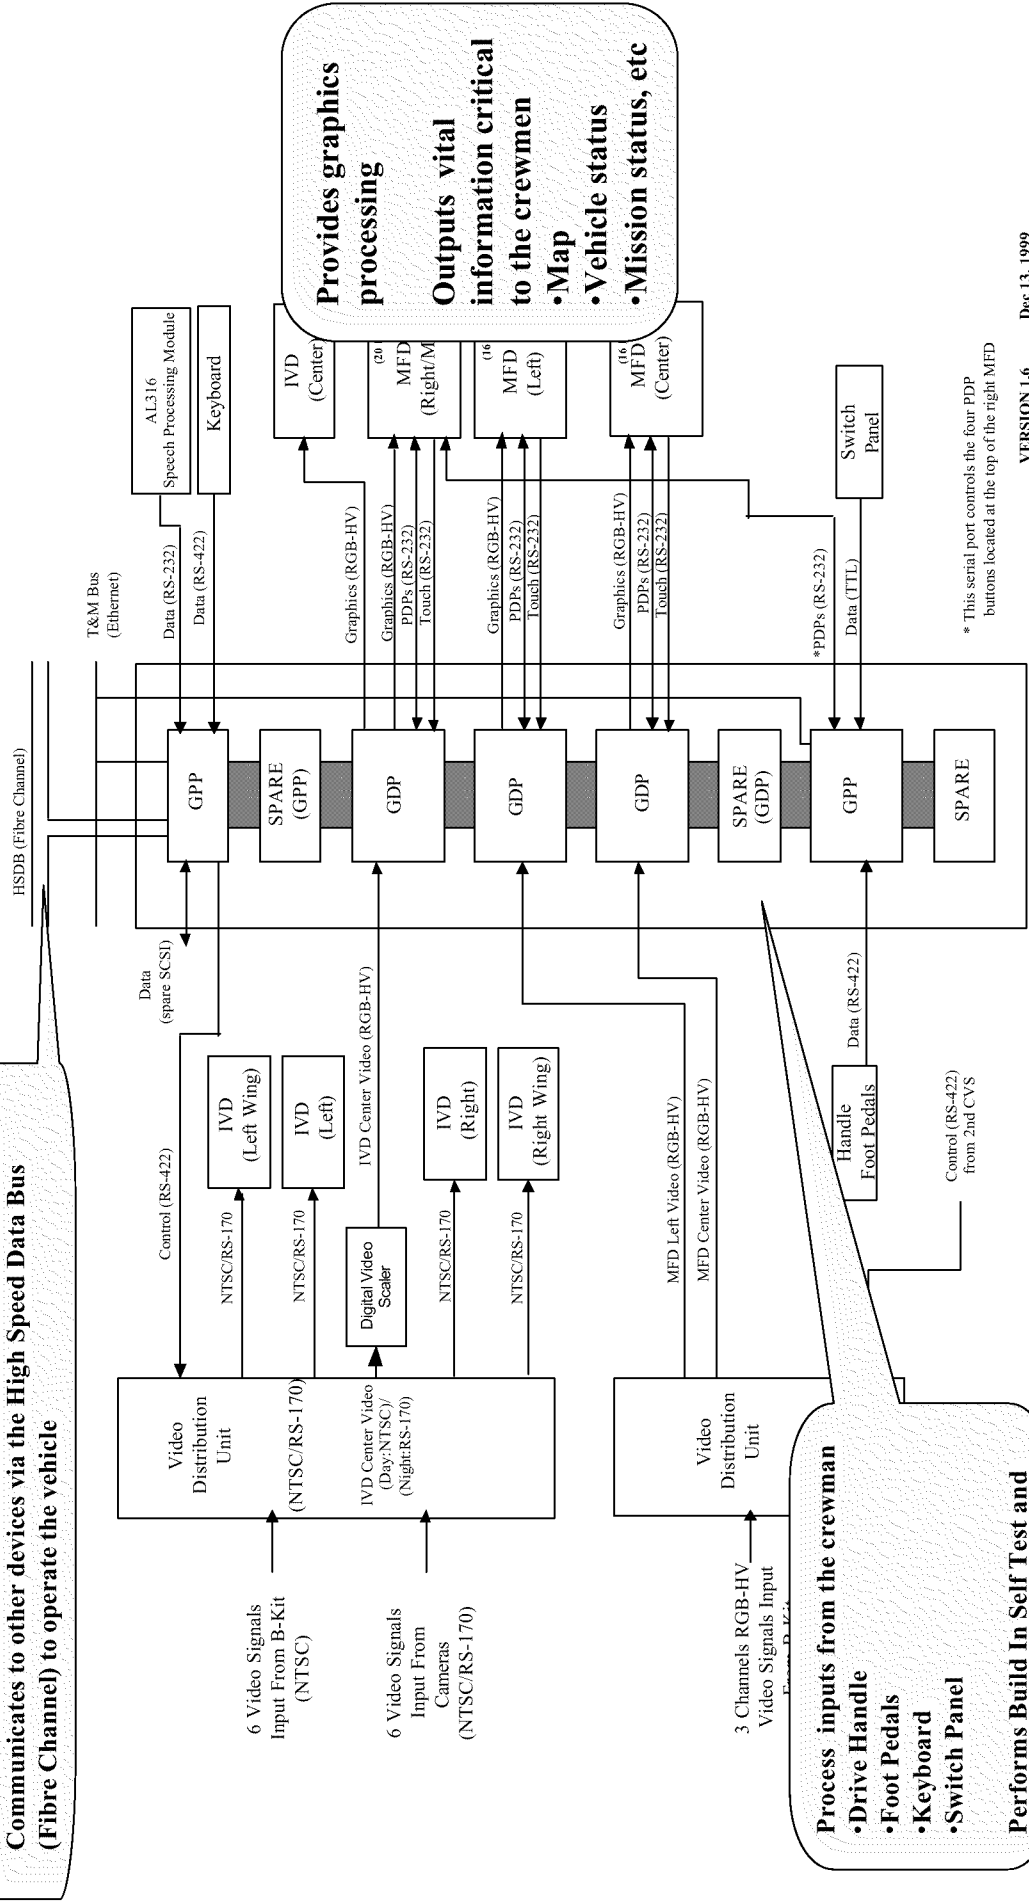 Communicates to other devices via the High Speed Data Bus
(Fibre Channel) to operate the vehicle
HSDB (Fibre Channel)
T&M Bus
(Ethernet)
Data
(spare SCSI)
Control (RS-422)
AL316
Speech Processing Module
Keyboard
Data (RS-232)
Data (RS-422)
6 Video Signals
Input From B-Kit
(NTSC)
6 Video Signals
Input From
Cameras
(NTSC/RS-170)
Video
Distribution
Unit
(NTSC/RS-170)
IVD Center Video
(Day:NTSC)/
(Night:RS-170)
NTSC/RS-170
IVD
(Left Wing)
NTSC/RS-170
IVD
(Left)
Digital Video
Scaler
IVD Center Video (RGB-HV)
NTSC/RS-170
IVD
(Right)
NTSC/RS-170
IVD
(Right Wing)
GPP
SPARE
(GPP)
GDP
GDP
GDP
SPARE
(GDP)
GPP
SPARE
Graphics (RGB-HV)
Graphics (RGB-HV)
PDPs (RS-232)
Touch (RS-232)
Graphics (RGB-HV)
PDPs (RS-232)
Touch (RS-232)
Graphics (RGB-HV)
PDPs (RS-232)
Touch (RS-232)
*PDPs (RS-232)
Data (TTL)
IVD
(Center)
(20
MFD
(Right/M
(16
MFD
(Left)
(16
MFD
(Center)
Switch
Panel
Provides graphics
processing
Outputs vital
information critical
to the crewmen
•Map
•Vehicle status
•Mission status, etc
3 Channels RGB-HV
Video Signals Input
Video
Distribution
Unit
MFD Left Video (RGB-HV)
MFD Center Video (RGB-HV)
Handle
Foot Pedals
Data (RS-422)
Control (RS-422)
from 2nd CVS
Process inputs from the crewman
•Drive Handle
•Foot Pedals
•Keyboard
•Switch Panel
Performs Build In Self Test and
* This serial port controls the four PDP
buttons located at the top of the right MFD
VERSION 1.6 Dec 13, 1999